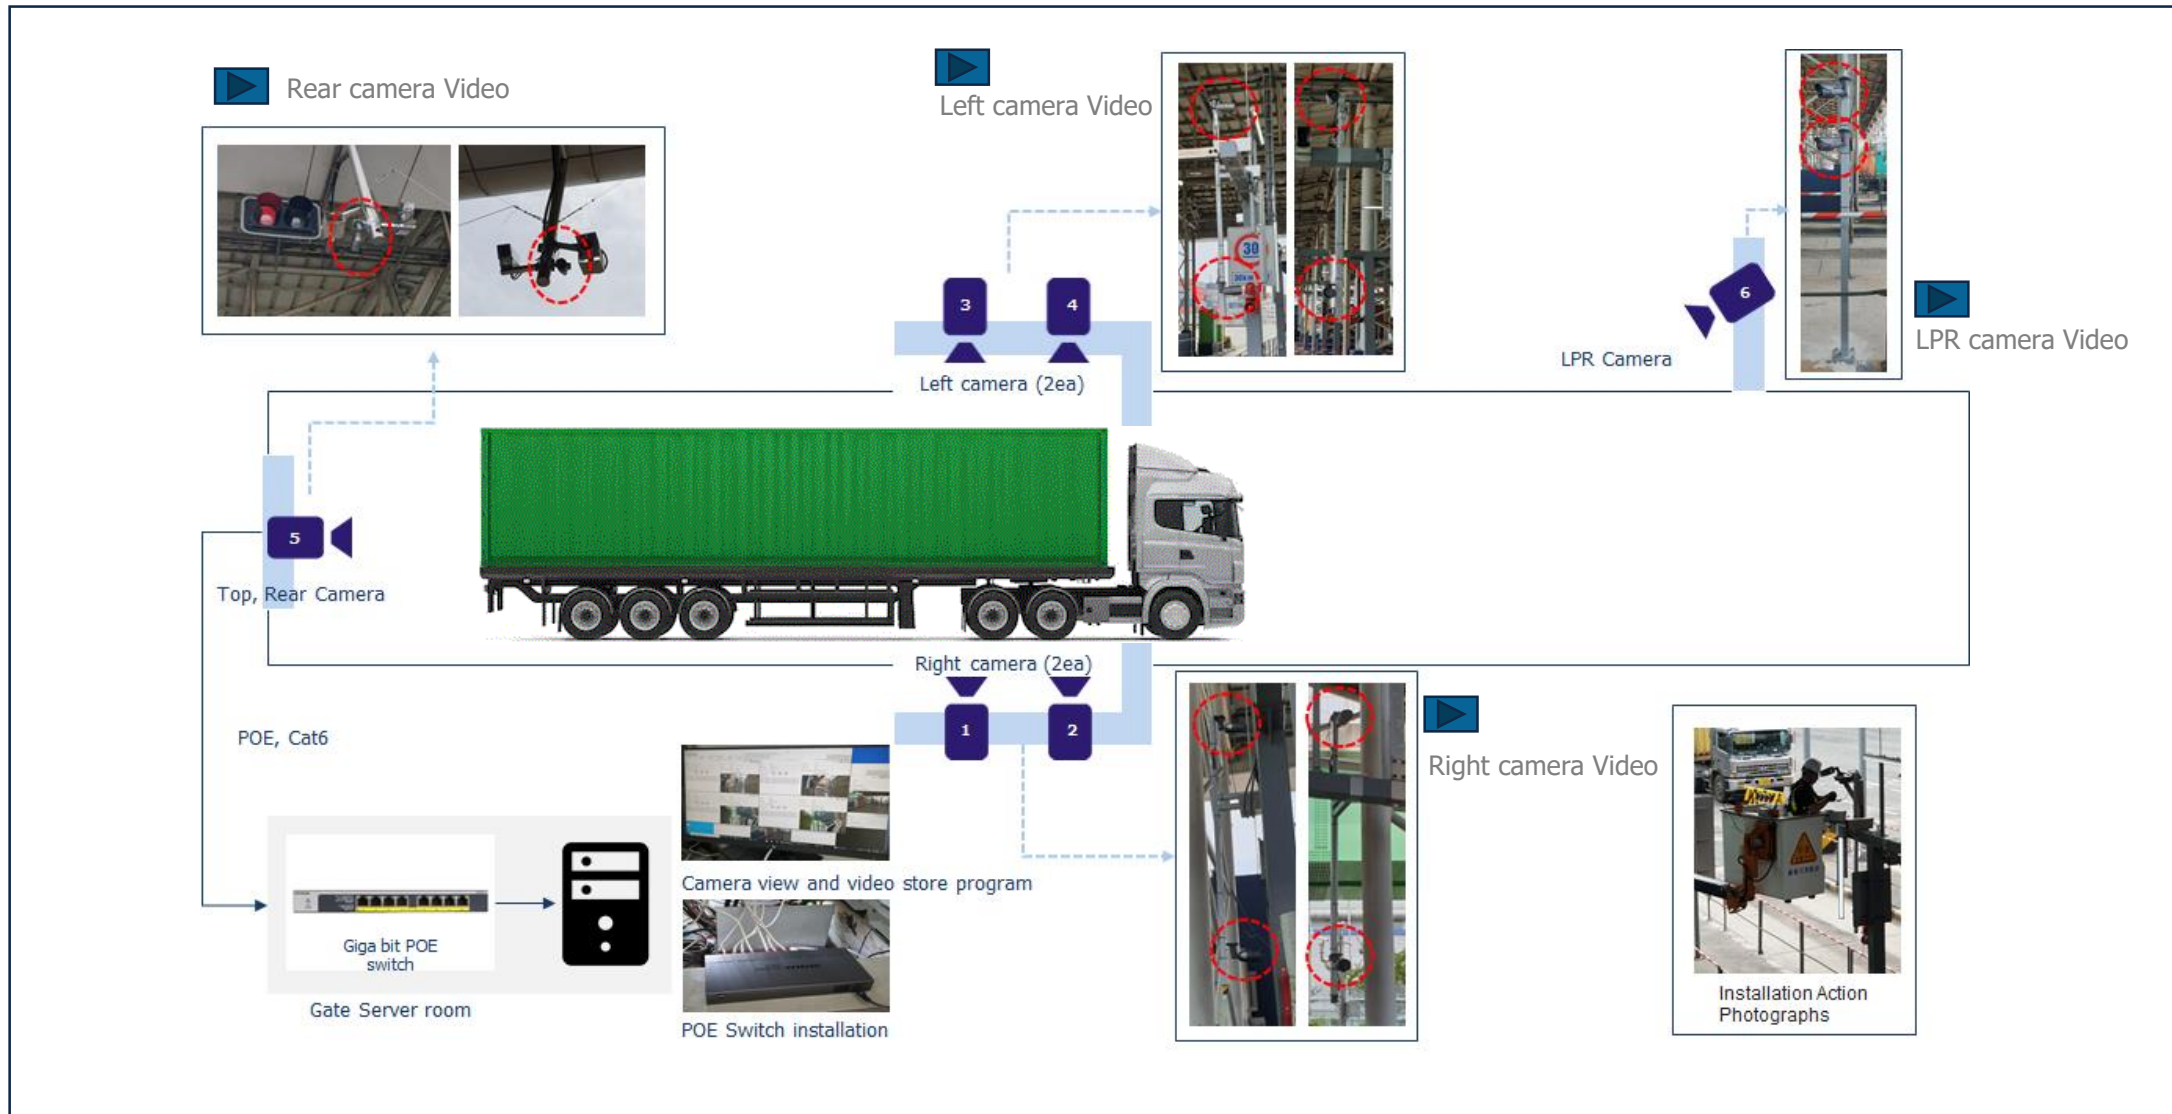 Rear camera Video
Left camera Video
30
3
4
6
LPR camera Video
LPR Camera
Left camera (2ea)
5
Top, Rear Camera
Right camera (2ea)
1
2
Right camera Video
POE, Cat6
Camera view and video store program
Giga bit POE
switch
Gate Server room
POE Switch installation
Installation Action
Photographs